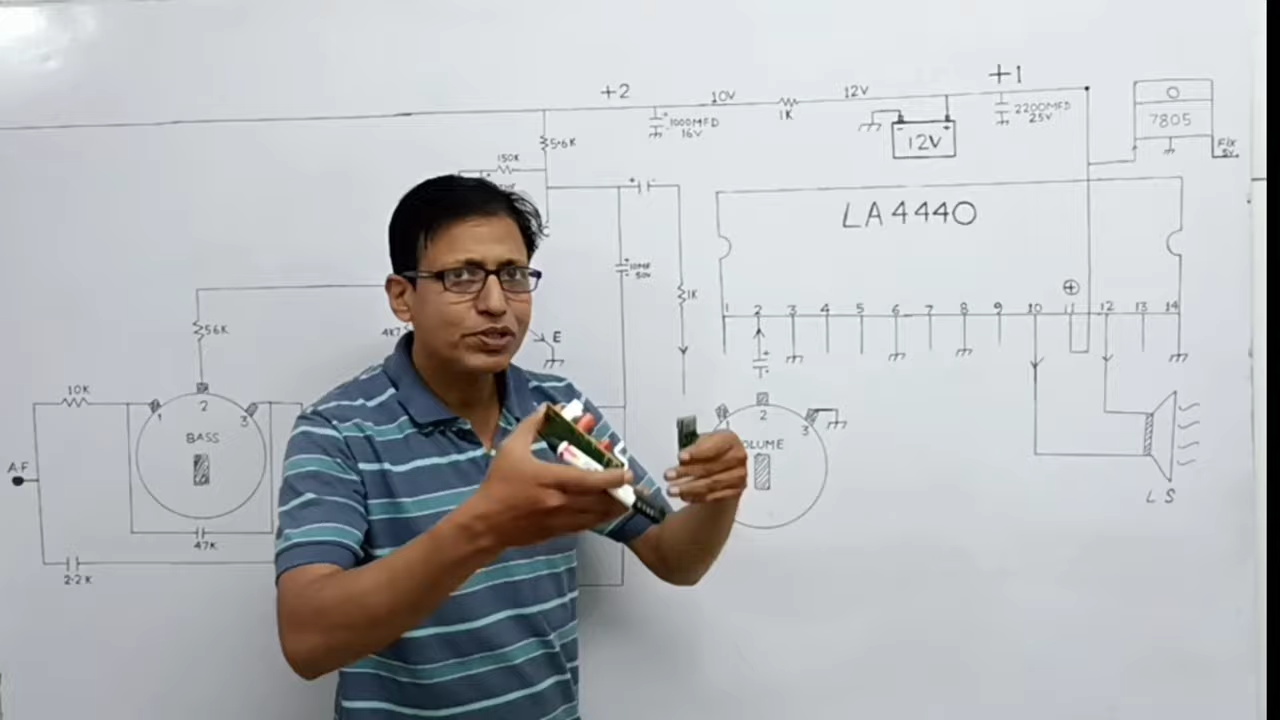 +2
10V
12V
+1
1K
+
1000MFD
16V
+
2200MFD
25V
- +
12V
O
7805
FIX
5V
5.6K
150K
+ -
LA4440
56K
4K7
+
10MF
50V
-
1K
E
+
1 2 3 4 5 6 7 8 9 10 11 12 13 14
+
10K
1 2 3
BASS
AF
47K
2.2K
2
3
OLUME
LS